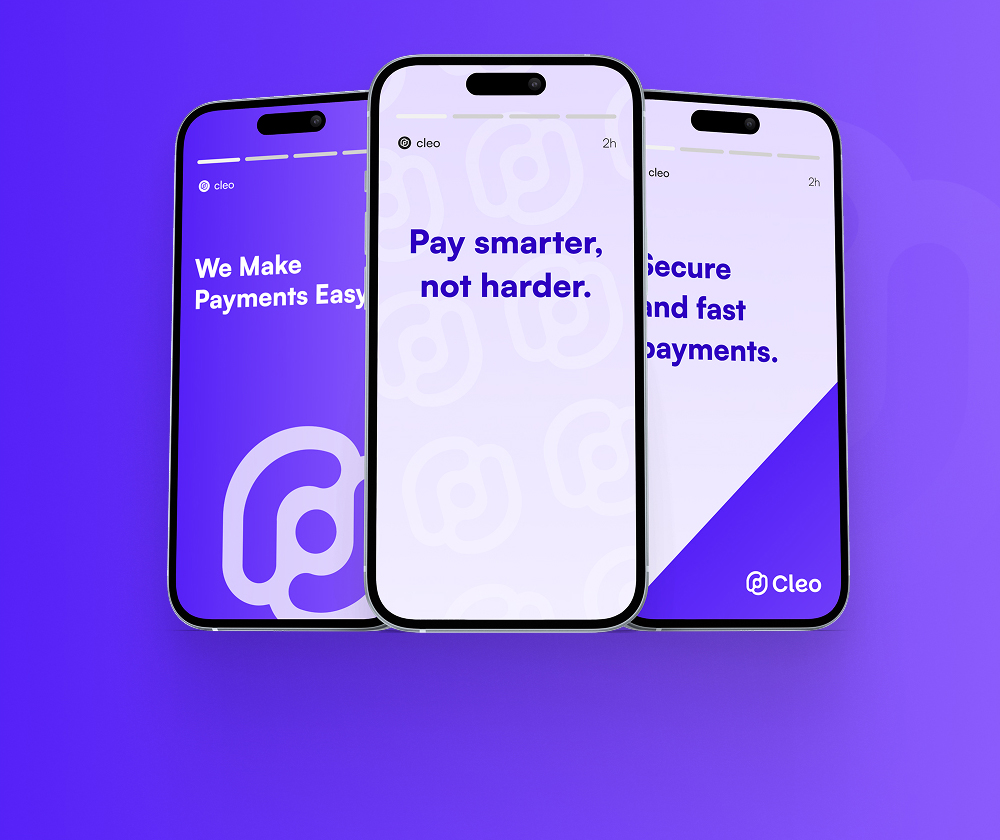 cleo
We Make
Payments Easy
cleo
2h
Pay smarter,
not harder.
cleo
2h
Secure
and fast
payments.
Cleo